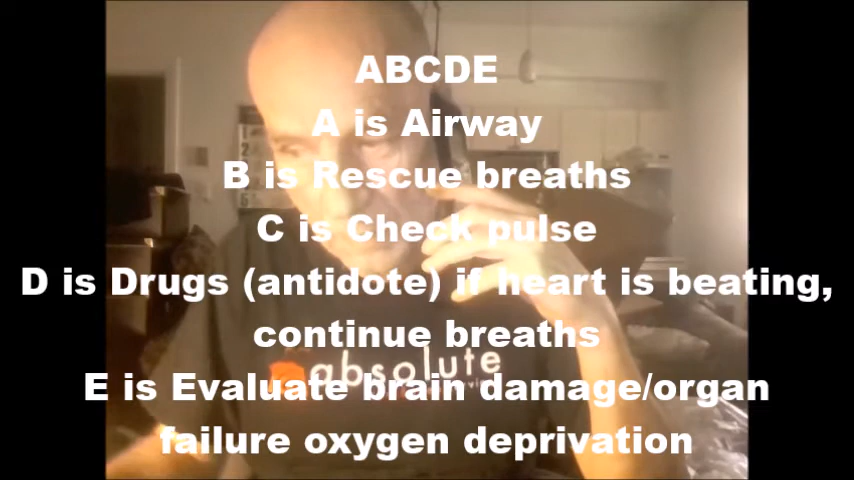 ABCDE
A is Airway
B is Rescue breaths
C is Check pulse
D is Drugs (antidote) if heart is beating,
continue breaths
absolute
E is Evaluate brain damage/organ
failure oxygen deprivation